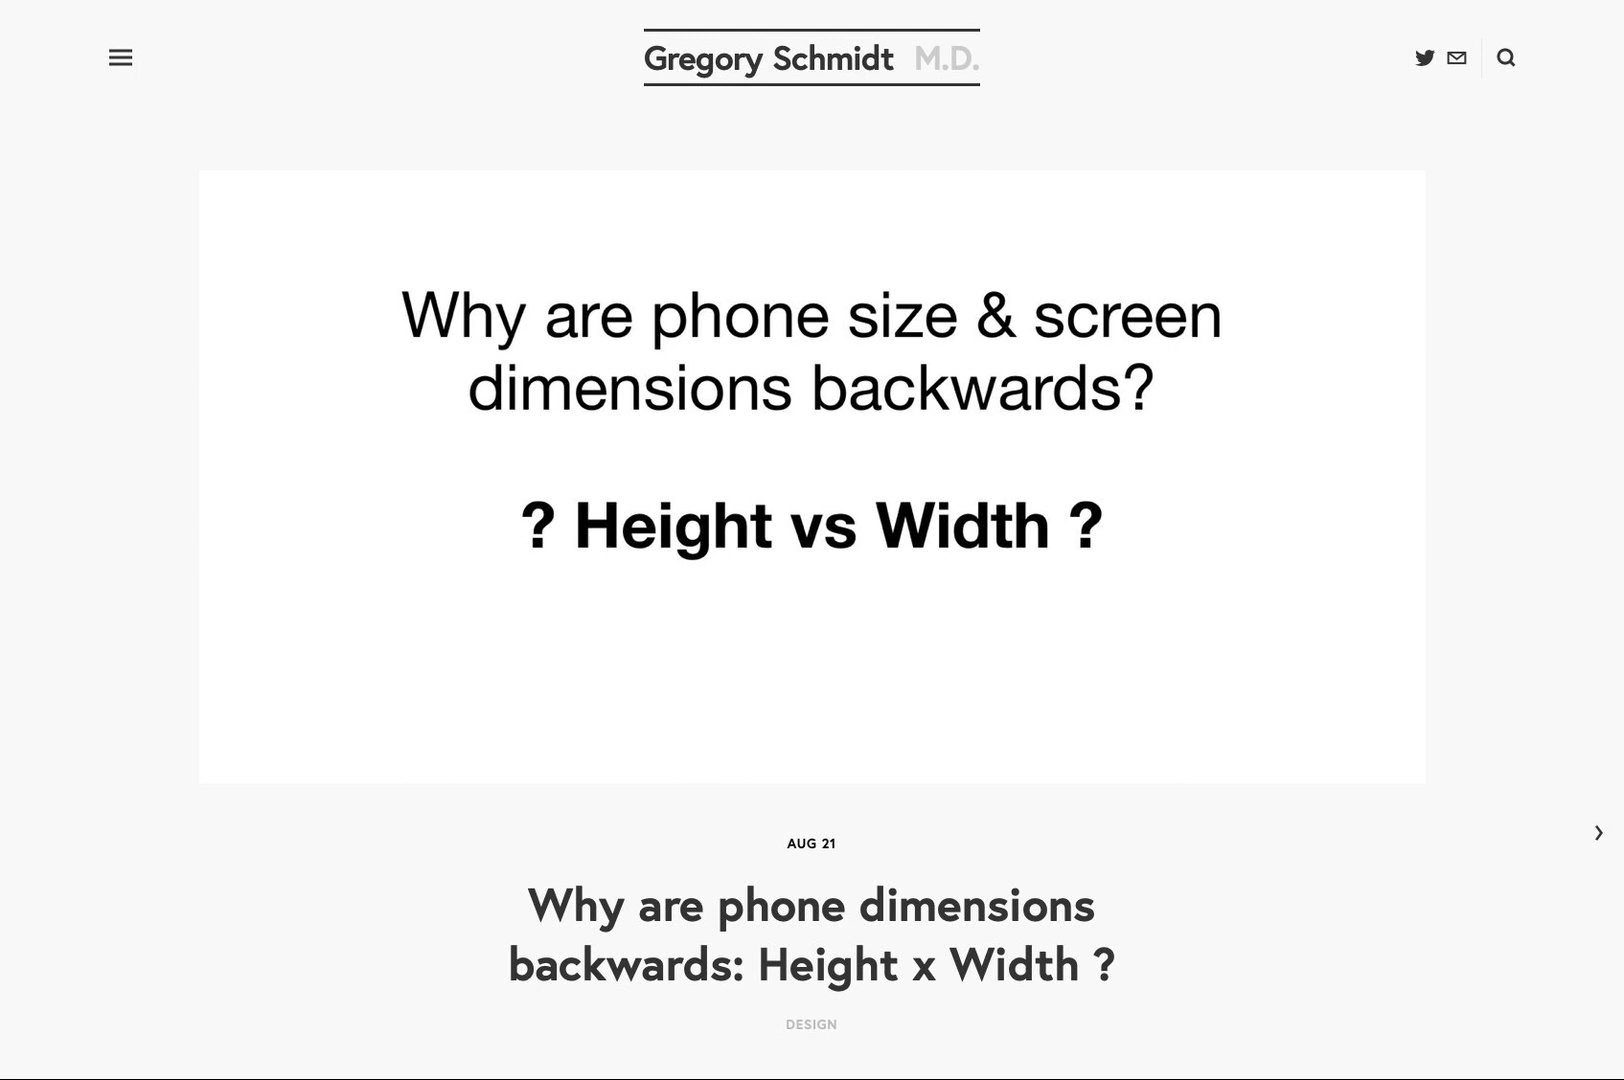 Gregory Schmidt M.D.
Why are phone size & screen
dimensions backwards?
? Height vs Width ?
AUG 21
Why are phone dimensions
backwards: Height x Width ?
DESIGN